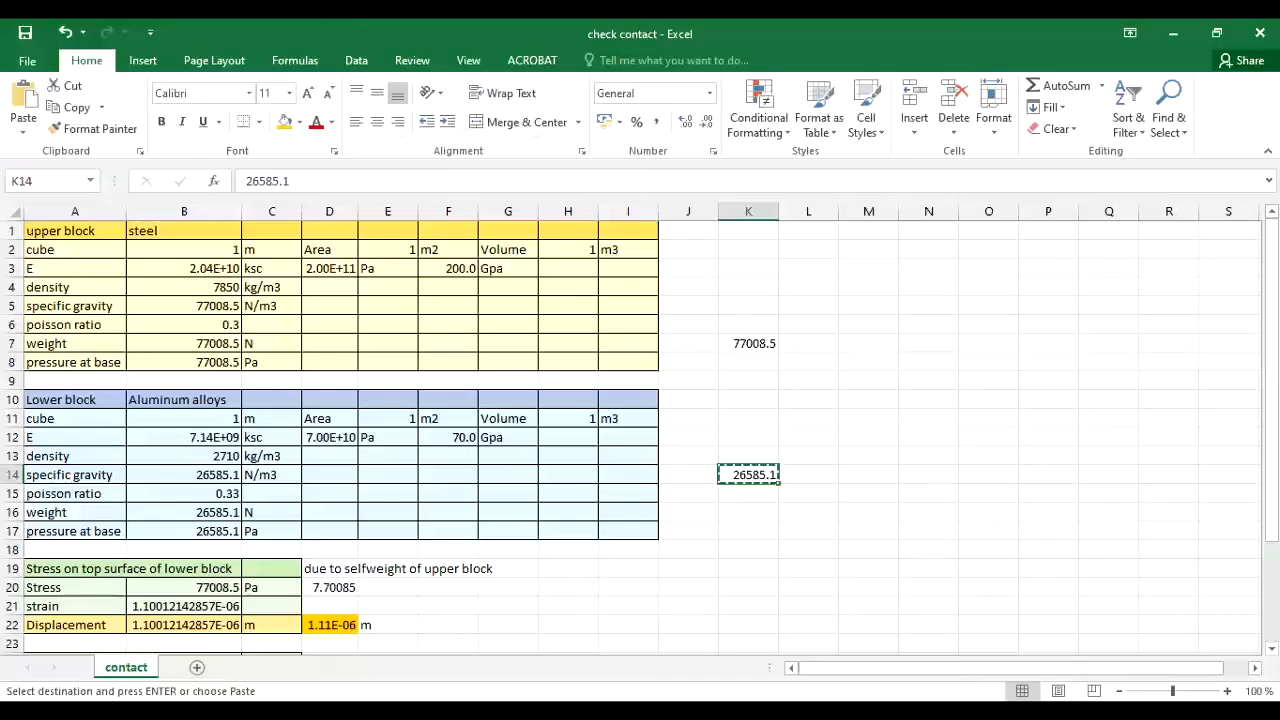 check contact - Excel
File Home Insert Page Layout Formulas Data Review View ACROBAT Tell me what you want to do... Share
Paste Cut Copy Format Painter
Clipboard
Calibri 11 B I U A
Font
Wrap Text Merge & Center
Alignment
General % ,
Number
Conditional Formatting Format as Table Cell Styles
Styles
Insert Delete Format
Cells
AutoSum Fill Clear Sort & Filter Find & Select
Editing
K14 fx 26585.1
A B C D E F G H I J K L M N O P Q R S
1 upper block steel
2 cube 1 m Area 1 m2 Volume 1 m3
3 E 2.04E+10 ksc 2.00E+11 Pa 200.0 Gpa
4 density 7850 kg/m3
5 specific gravity 77008.5 N/m3
6 poisson ratio 0.3
7 weight 77008.5 N 77008.5
8 pressure at base 77008.5 Pa
9
10 Lower block Aluminum alloys
11 cube 1 m Area 1 m2 Volume 1 m3
12 E 7.14E+09 ksc 7.00E+10 Pa 70.0 Gpa
13 density 2710 kg/m3
14 specific gravity 26585.1 N/m3 26585.1
15 poisson ratio 0.33
16 weight 26585.1 N
17 pressure at base 26585.1 Pa
18
19 Stress on top surface of lower block due to selfweight of upper block
20 Stress 77008.5 Pa 7.70085
21 strain 1.10012142857E-06
22 Displacement 1.10012142857E-06 m 1.11E-06 m
23
contact
Select destination and press ENTER or choose Paste 100 %